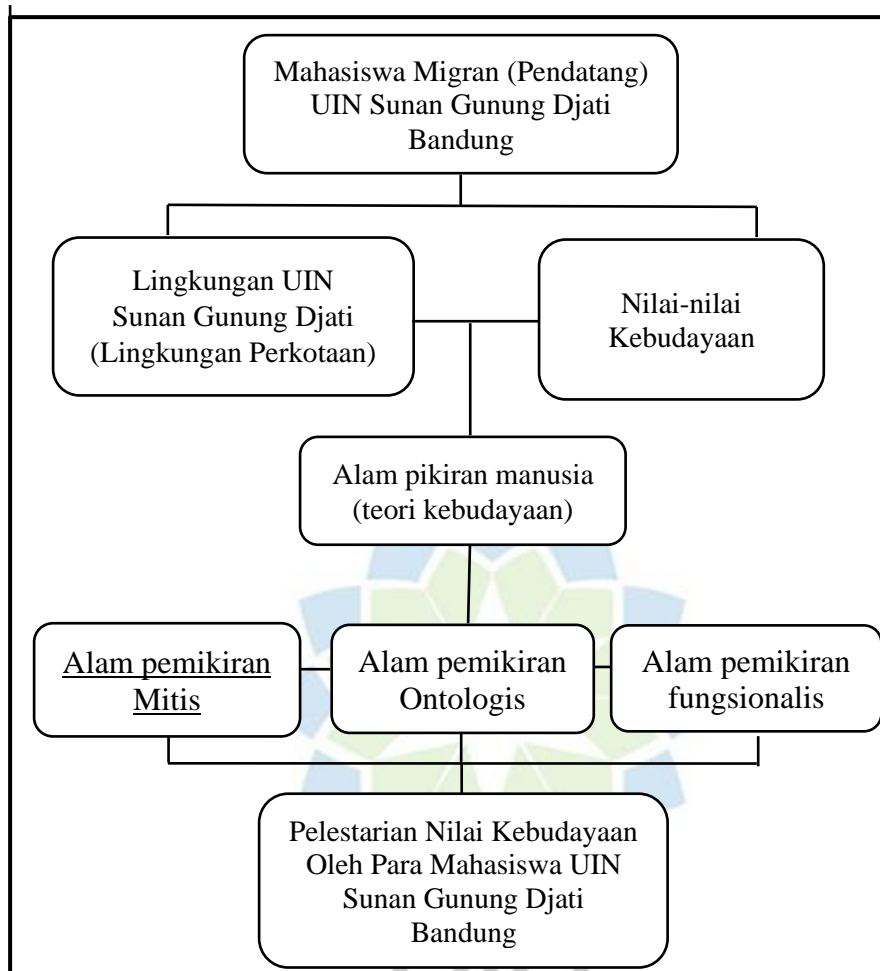 Mahasiswa Migran (Pendatang)
UIN Sunan Gunung Djati
Bandung
Lingkungan UIN
Sunan Gunung Djati
(Lingkungan Perkotaan)
Nilai-nilai
Kebudayaan
Alam pikiran manusia
(teori kebudayaan)
Alam pemikiran
Mitis
Alam pemikiran
Ontologis
Alam pemikiran
fungsionalis
Pelestarian Nilai Kebudayaan
Oleh Para Mahasiswa UIN
Sunan Gunung Djati
Bandung